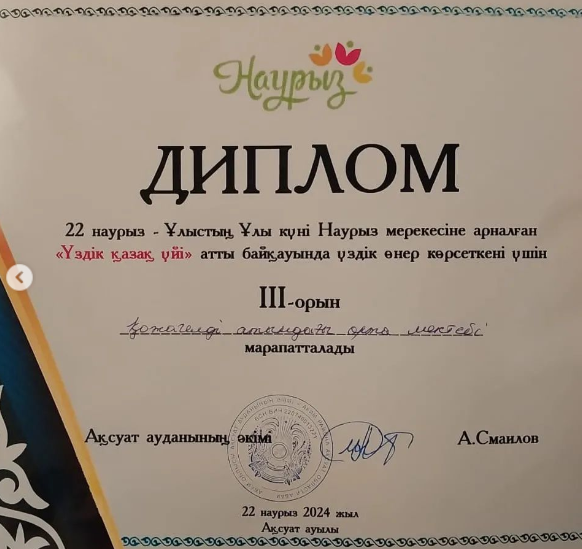 Наурыз
ДИПЛОМ
22 наурыз - Ұлыстың Ұлы күні Наурыз мерекесіне арналған
«Үздік қазақ үйі» атты байқауында үздік өнер көрсеткені үшін
III-орын
Қожагелді атындағы орта мектебі
марапатталады
Ақсуат ауданының әкімі
А.Смаилов
22 наурыз 2024 жыл
Ақсуат ауылы